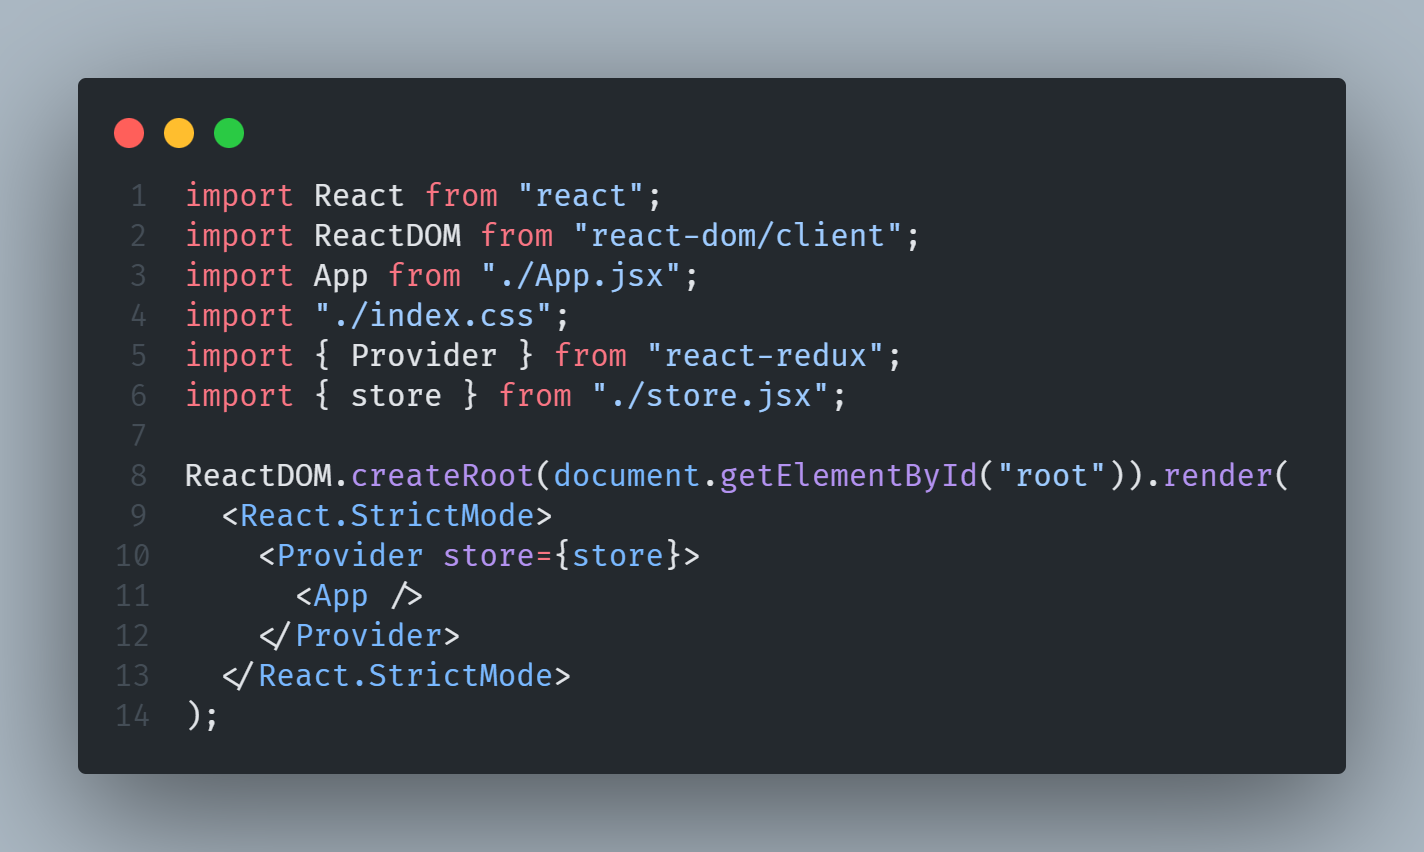 1 import React from "react";
2 import ReactDOM from "react-dom/client";
3 import App from "./App.jsx";
4 import "./index.css";
5 import { Provider } from "react-redux";
6 import { store } from "./store.jsx";
7
8 ReactDOM.createRoot(document.getElementById("root")).render(
9   <React.StrictMode>
10     <Provider store={store}>
11       <App />
12     </Provider>
13   </React.StrictMode>
14 );